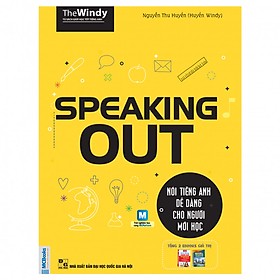 TheWindy
Nguyễn Thu Huyền (Huyền Windy)
SPEAKING
OUT
NÓI TIẾNG ANH
DỄ DÀNG
CHO NGƯỜI
MỚI HỌC
MCBooks
NHÀ XUẤT BẢN ĐẠI HỌC QUỐC GIA HÀ NỘI